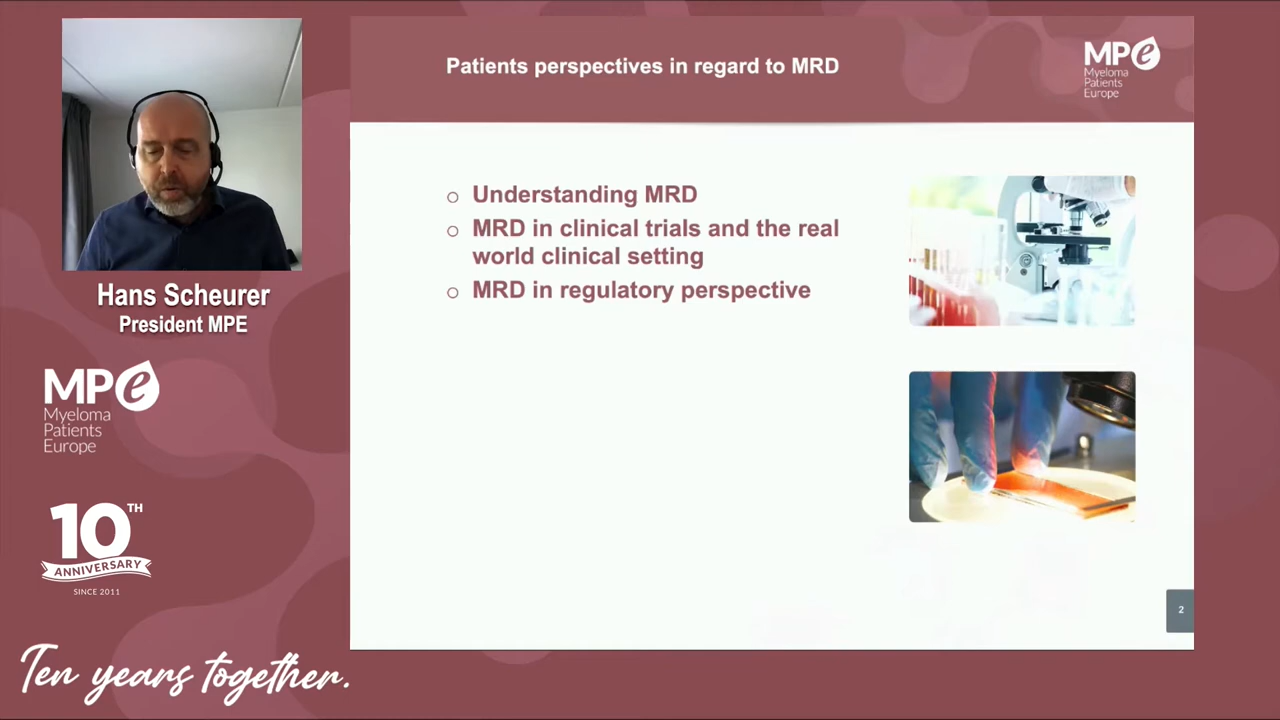 Patients perspectives in regard to MRD
MPe
Myeloma
Patients
Europe
Understanding MRD
MRD in clinical trials and the real
world clinical setting
MRD in regulatory perspective
2
Hans Scheurer
President MPE
MPe
Myeloma
Patients
Europe
10TH
ANNIVERSARY
SINCE 2011
Ten years together.